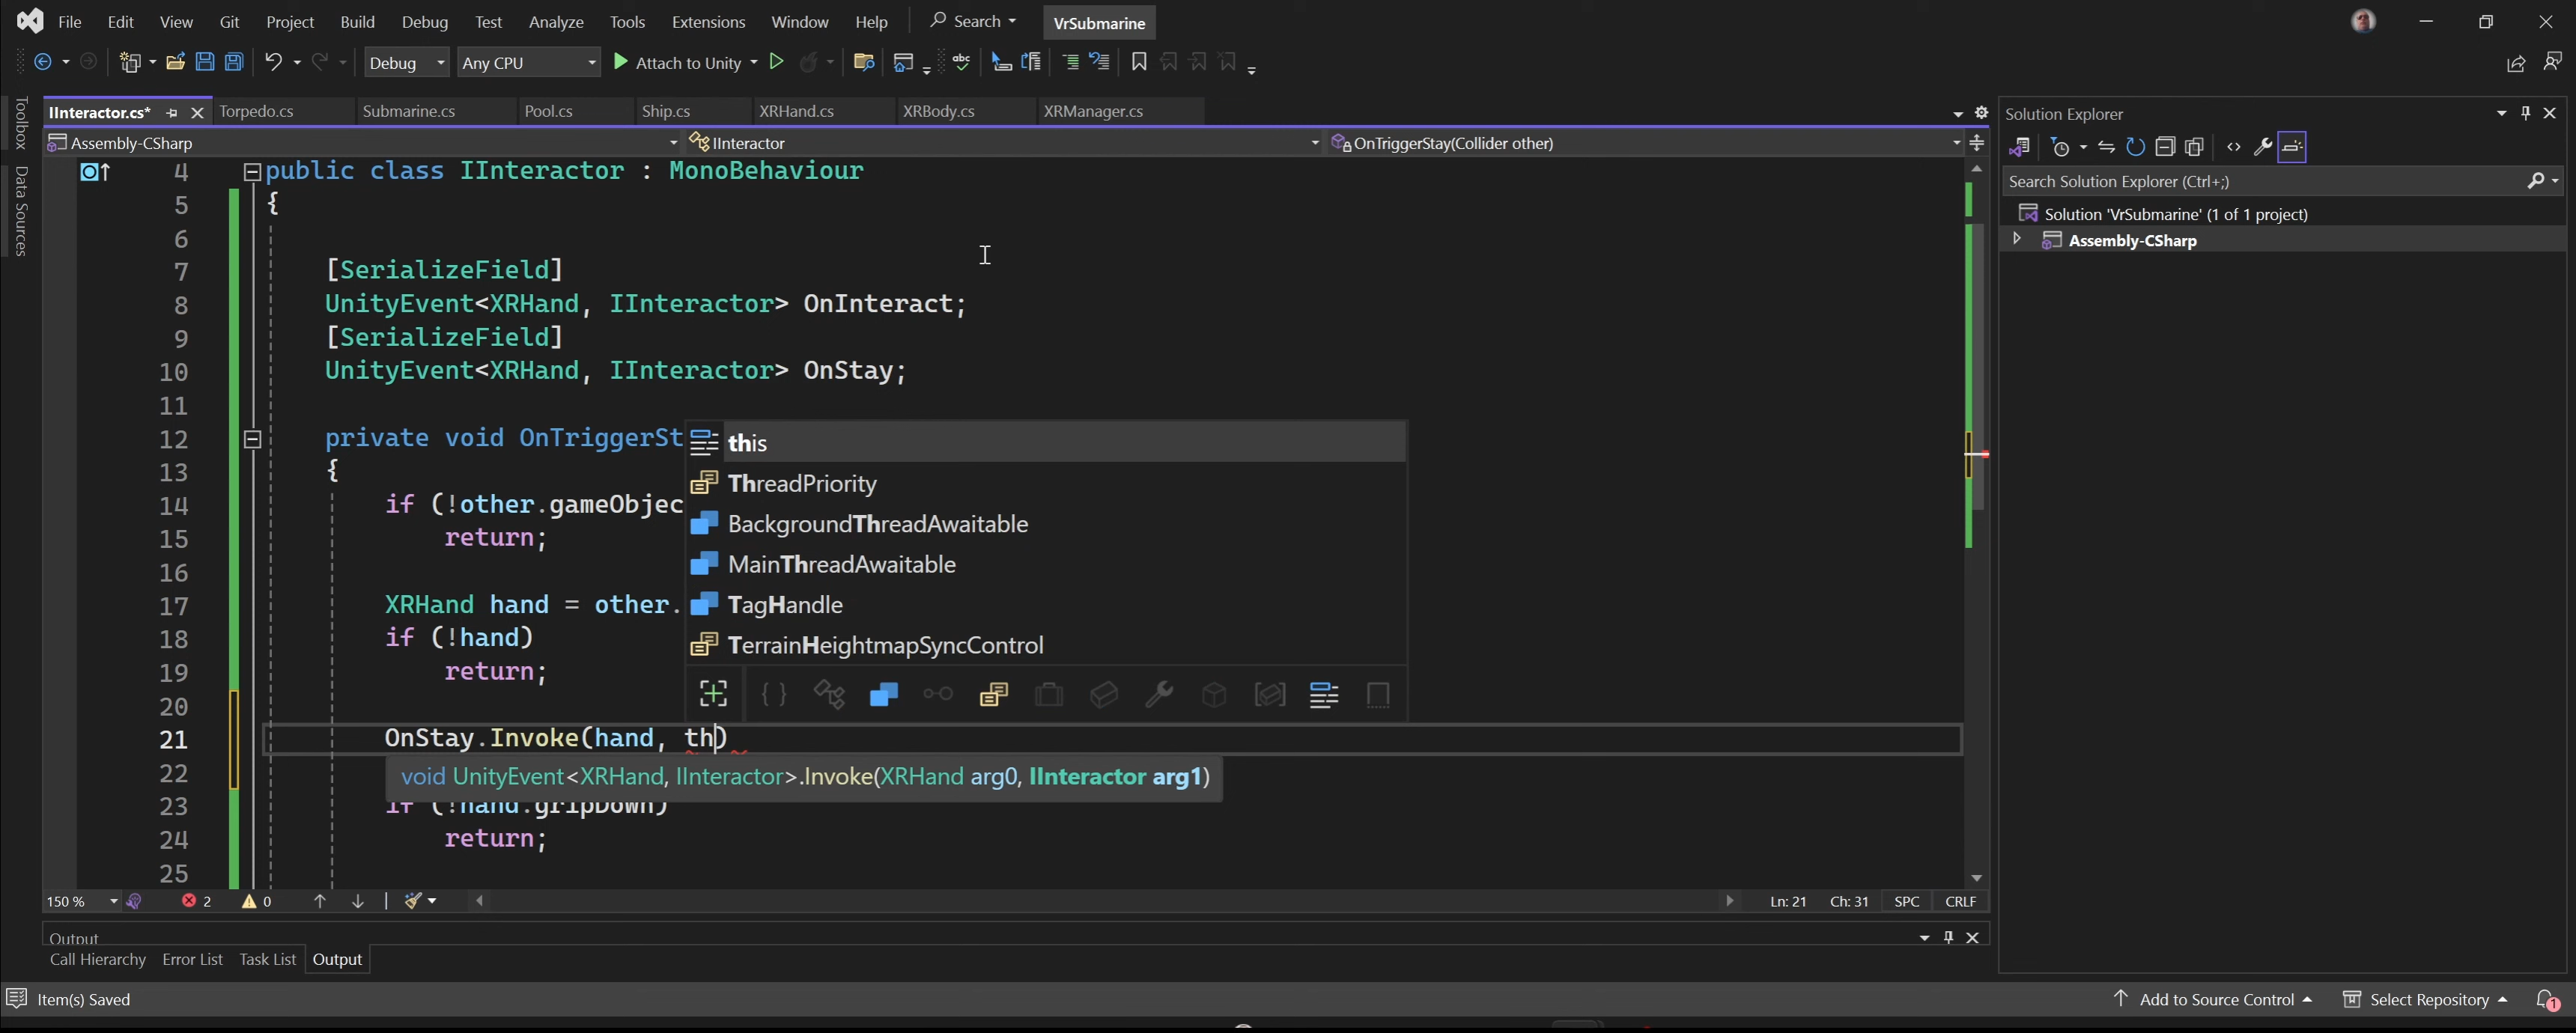 File Edit View Git Project Build Debug Test Analyze Tools Extensions Window Help Search VrSubmarine
Debug Any CPU Attach to Unity
Toolbox
Data Sources
IInteractor.cs* Torpedo.cs Submarine.cs Pool.cs Ship.cs XRHand.cs XRBody.cs XRManager.cs
Assembly-CSharp IInteractor OnTriggerStay(Collider other)
4 public class IInteractor : MonoBehaviour
5 {
6
7 [SerializeField]
8 UnityEvent<XRHand, IInteractor> OnInteract;
9 [SerializeField]
10 UnityEvent<XRHand, IInteractor> OnStay;
11
12 private void OnTriggerSt
13 {
14 if (!other.gameObjec
15 return;
16
17 XRHand hand = other.
18 if (!hand)
19 return;
20
21 OnStay.Invoke(hand, th)
22
23 if (!hand.gripDown)
24 return;
25
this
ThreadPriority
BackgroundThreadAwaitable
MainThreadAwaitable
TagHandle
TerrainHeightmapSyncControl
void UnityEvent<XRHand, IInteractor>.Invoke(XRHand arg0, IInteractor arg1)
150 % 2 0 Ln: 21 Ch: 31 SPC CRLF
Output
Call Hierarchy Error List Task List Output
Item(s) Saved Add to Source Control Select Repository 1
Solution Explorer
Search Solution Explorer (Ctrl+;)
Solution 'VrSubmarine' (1 of 1 project)
Assembly-CSharp